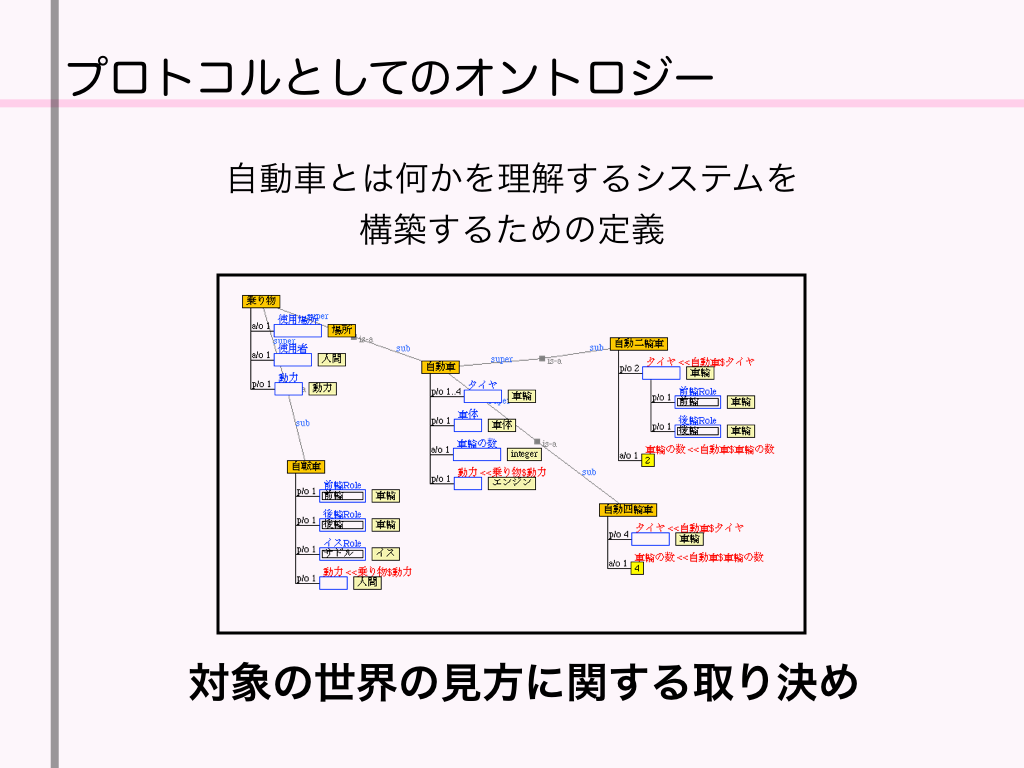 プロトコルとしてのオントロジー
自動車とは何かを理解するシステムを
構築するための定義
乗り物
a/o 1 使用場所 場所
super
a/o 1 使用者 人間
super
p/o 1 動力 動力
sub
is-a
sub
自転車
p/o 1 前輪Role 前輪 車輪
p/o 1 後輪Role 後輪 車輪
p/o 1 イスRole サドル イス
p/o 1 動力 <<乗り物$動力 人間
自動車
p/o 1..4 タイヤ 車輪
p/o 1 車体 車体
a/o 1 車輪の数 integer
p/o 1 動力 <<乗り物$動力 エンジン
super
is-a
sub
is-a
sub
自動二輪車
p/o 2 タイヤ <<自動車$タイヤ 車輪
p/o 1 前輪Role 前輪 車輪
p/o 1 後輪Role 後輪 車輪
a/o 1 車輪の数 <<自動車$車輪の数 2
自動四輪車
p/o 4 タイヤ <<自動車$タイヤ 車輪
a/o 1 車輪の数 <<自動車$車輪の数 4
対象の世界の見方に関する取り決め